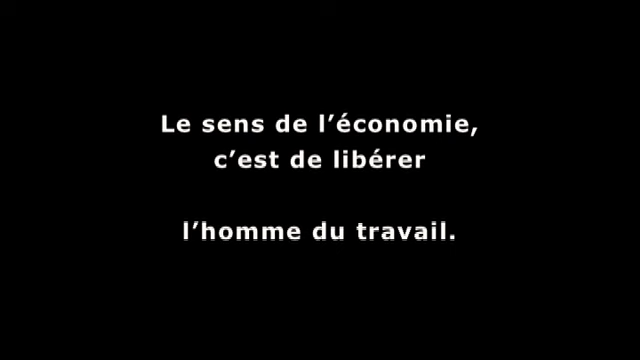 Le sens de l’économie,
c’est de libérer
l’homme du travail.